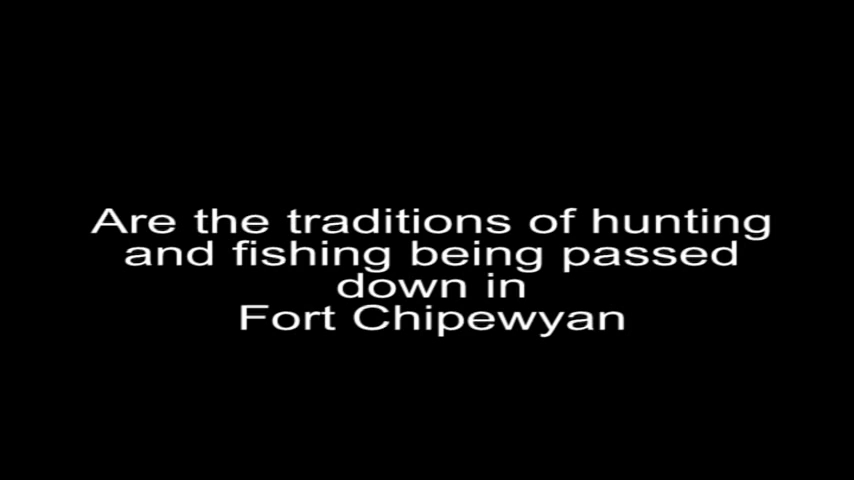 Are the traditions of hunting
and fishing being passed
down in
Fort Chipewyan